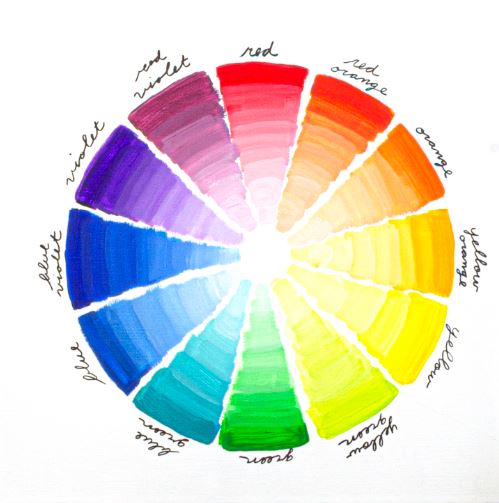 red
red
orange
orange
yellow
orange
yellow
yellow
green
green
blue
green
blue
blue
violet
violet
red
violet